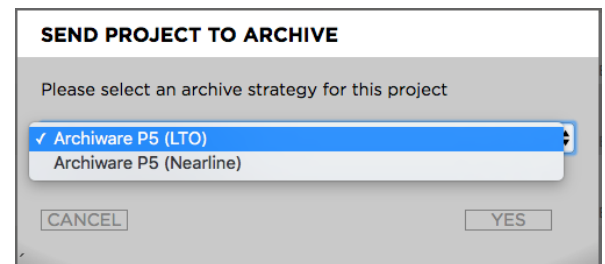 SEND PROJECT TO ARCHIVE
Please select an archive strategy for this project
✓ Archiware P5 (LTO)
Archiware P5 (Nearline)
CANCEL YES